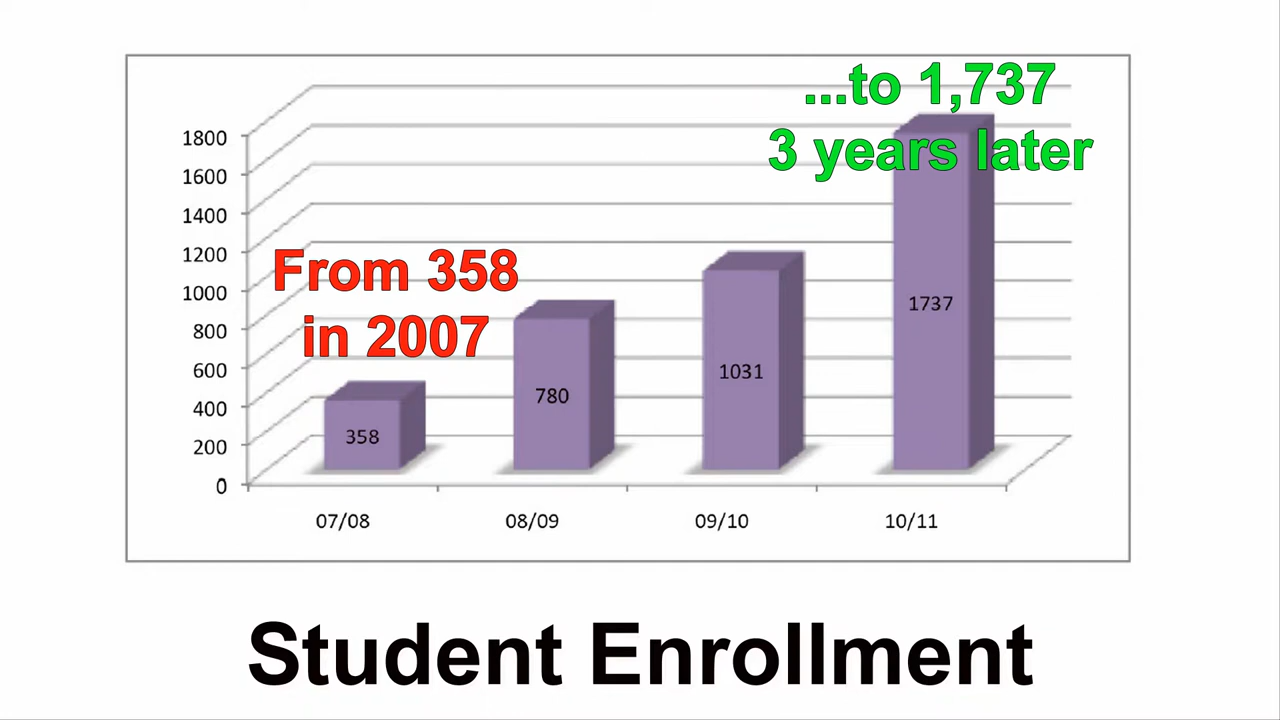 ...to 1,737
3 years later
From 358
in 2007
1800
1600
1400
1200
1000
800
600
400
200
0
358
780
1031
1737
07/08 08/09 09/10 10/11
Student Enrollment